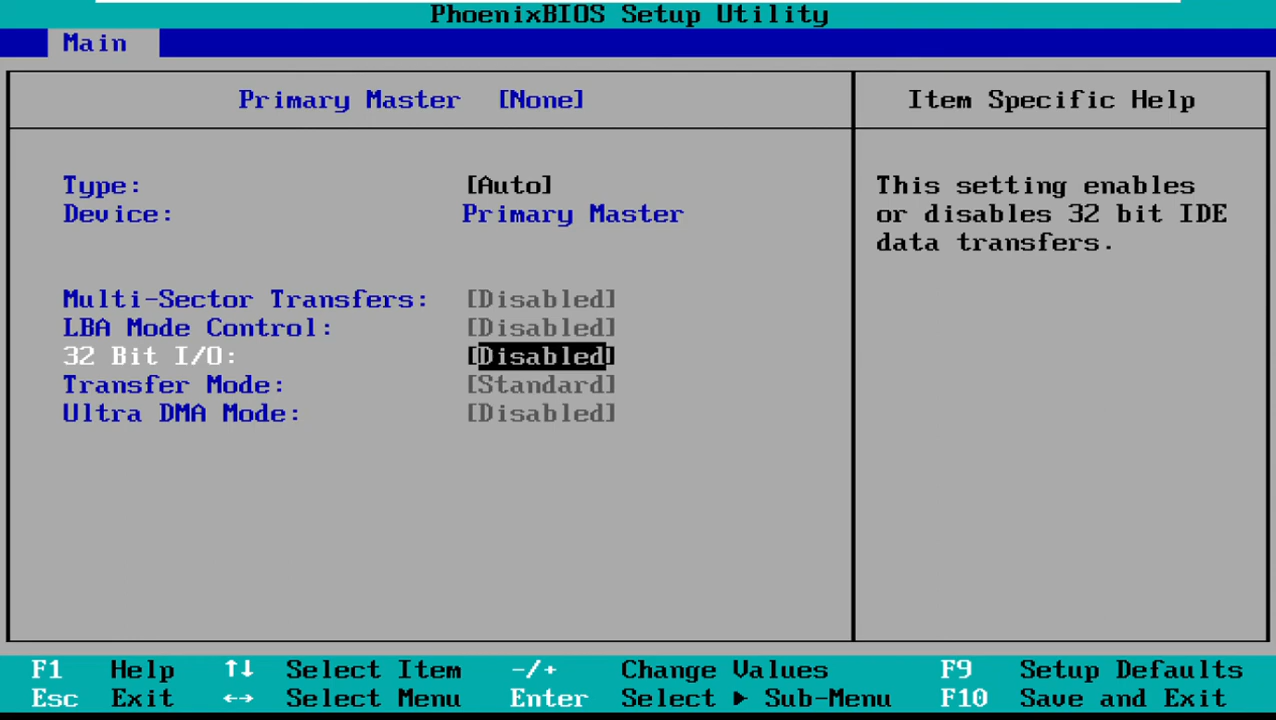 PhoenixBIOS Setup Utility
Main
Primary Master [None]
Item Specific Help
Type: [Auto]
Device: Primary Master
Multi-Sector Transfers: [Disabled]
LBA Mode Control: [Disabled]
32 Bit I/O: [Disabled]
Transfer Mode: [Standard]
Ultra DMA Mode: [Disabled]
This setting enables
or disables 32 bit IDE
data transfers.
F1 Help ↑↓ Select Item -/+ Change Values F9 Setup Defaults
Esc Exit ↔ Select Menu Enter Select ▶ Sub-Menu F10 Save and Exit